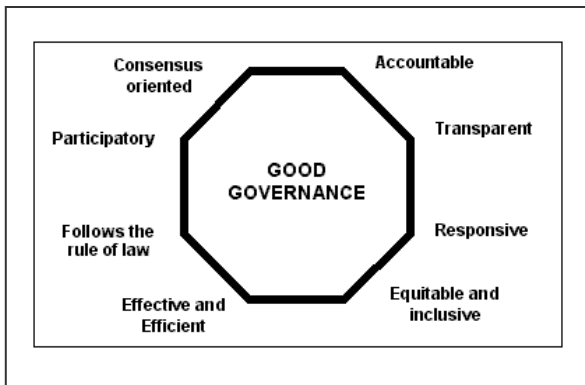 Consensus
oriented
Accountable
Participatory
Transparent
GOOD
GOVERNANCE
Follows the
rule of law
Responsive
Effective and
Efficient
Equitable and
inclusive